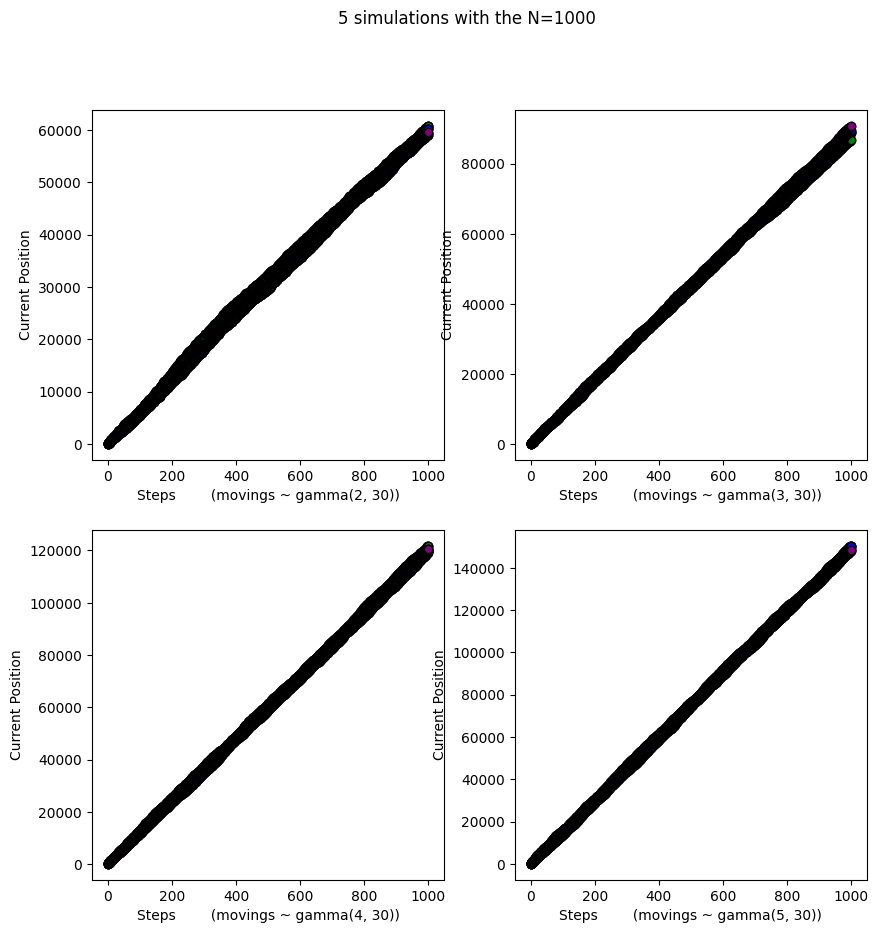 5 simulations with the N=1000
60000
50000
40000
30000
20000
10000
0
Current Position
0 200 400 600 800 1000
Steps (movings ~ gamma(2, 30))
80000
60000
40000
20000
0
Current Position
0 200 400 600 800 1000
Steps (movings ~ gamma(3, 30))
120000
100000
80000
60000
40000
20000
0
Current Position
0 200 400 600 800 1000
Steps (movings ~ gamma(4, 30))
140000
120000
100000
80000
60000
40000
20000
0
Current Position
0 200 400 600 800 1000
Steps (movings ~ gamma(5, 30))